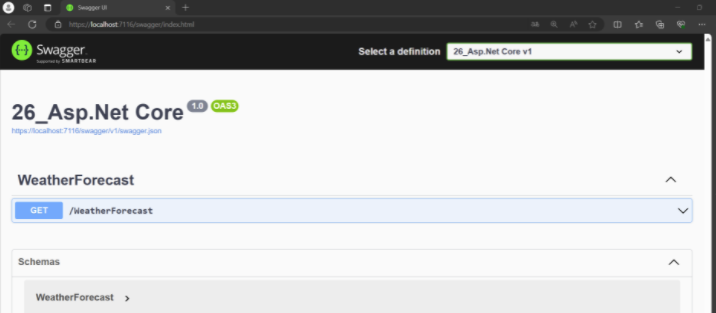 Swagger UI
https://localhost:7116/swagger/index.html
Swagger
Supported by SMARTBEAR
Select a definition
26_Asp.Net Core v1
26_Asp.Net Core 1.0 OAS3
https://localhost:7116/swagger/v1/swagger.json
WeatherForecast
GET /WeatherForecast
Schemas
WeatherForecast